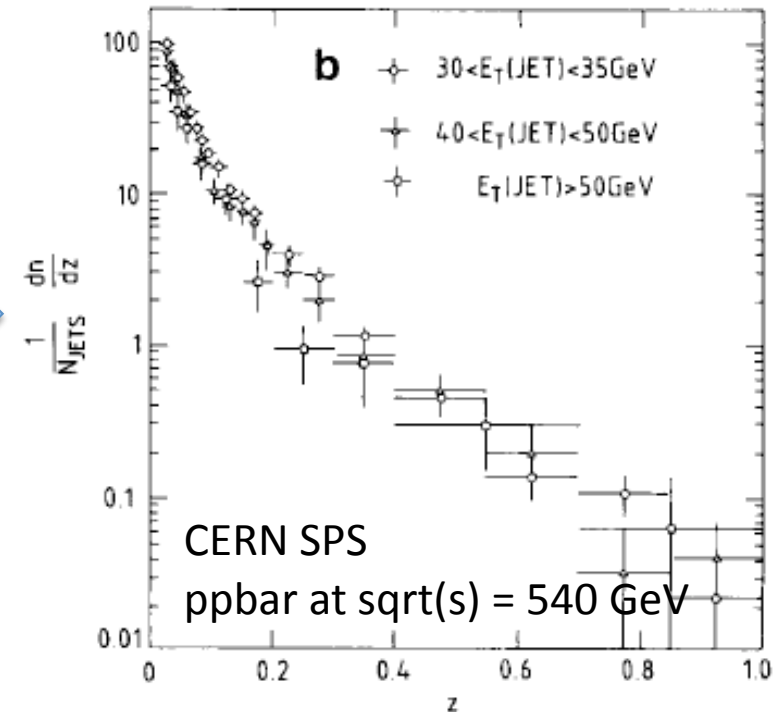 b
30<E_T(JET)<35GeV
40<E_T(JET)<50GeV
E_T(JET)>50GeV
100
10
1
0.1
0.01
1
N_JETS
dn
dz
CERN SPS
ppbar at sqrt(s) = 540 GeV
0 0.2 0.4 0.6 0.8 1.0
z